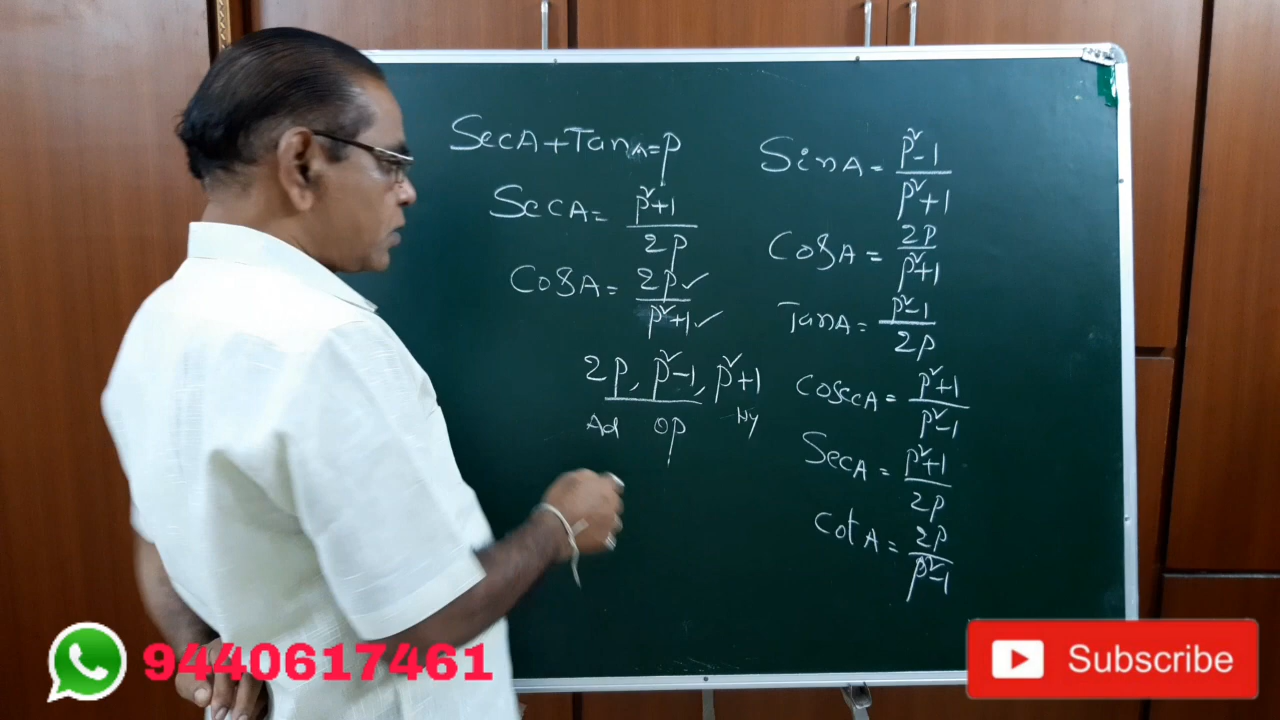 SecA+TanA=p
SecA= p²+1
2p
CosA= 2p✓
p²+1✓
2p, p²-1, p²+1
Ad op Hy
SinA= p²-1
p²+1
CosA= 2p
p²+1
TanA= p²-1
2p
CosecA= p²+1
p²-1
SecA= p²+1
2p
CotA= 2p
p²-1
9440617461
Subscribe